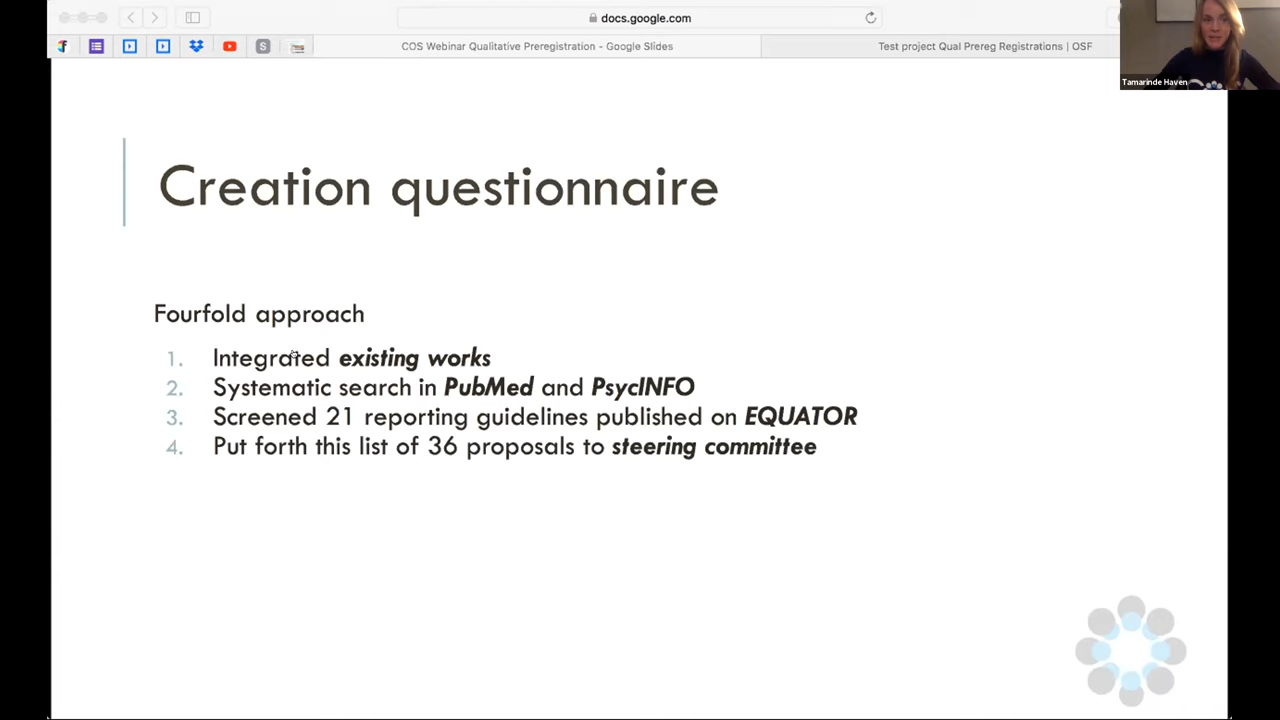 docs.google.com
COS Webinar Qualitative Preregistration - Google Slides
Test project Qual Prereg Registrations | OSF
Tamarinde Haven
Creation questionnaire
Fourfold approach
1. Integrated existing works
2. Systematic search in PubMed and PsycINFO
3. Screened 21 reporting guidelines published on EQUATOR
4. Put forth this list of 36 proposals to steering committee